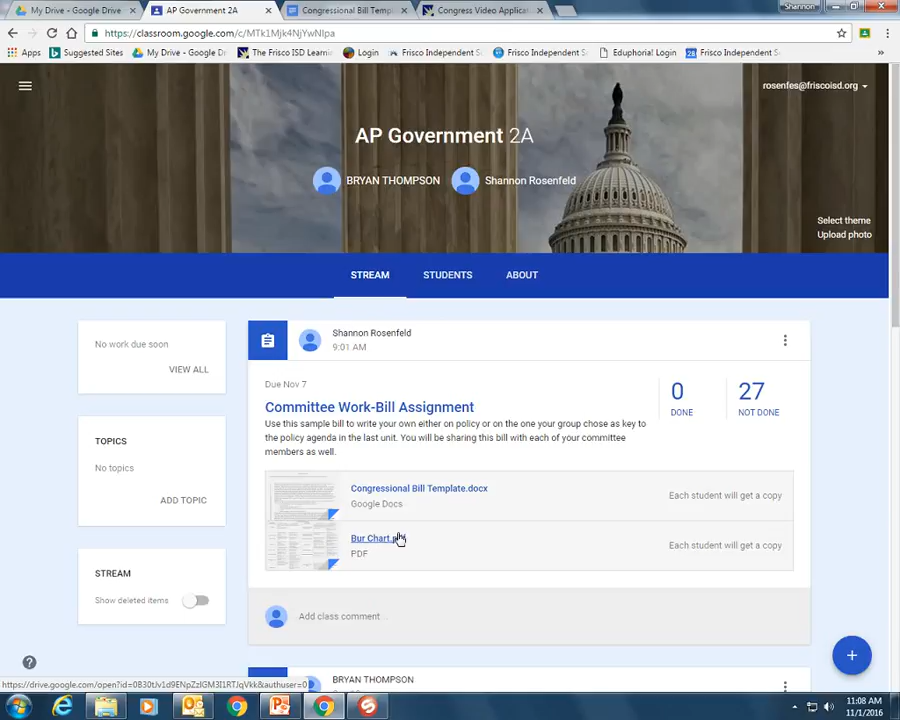 Shannon
My Drive - Google Drive
AP Government 2A
Congressional Bill Temp
Congress Video Applica
https://classroom.google.com/c/MTk1Mjk4NjYwNlpa
Apps
Suggested Sites
My Drive - Google D
The Frisco ISD Learni
Login
Frisco Independent S
Frisco Independent S
Eduphoria! Login
Frisco Independent S
»
rosenfes@friscoisd.org
AP Government 2A
BRYAN THOMPSON
Shannon Rosenfeld
Select theme
Upload photo
STREAM
STUDENTS
ABOUT
No work due soon
VIEW ALL
TOPICS
No topics
ADD TOPIC
STREAM
Show deleted items
Shannon Rosenfeld
9:01 AM
Due Nov 7
0
DONE
27
NOT DONE
Committee Work-Bill Assignment
Use this sample bill to write your own either on policy or on the one your group chose as key to
the policy agenda in the last unit. You will be sharing this bill with each of your committee
members as well.
Congressional Bill Template.docx
Google Docs
Each student will get a copy
Bur Chart.pdf
PDF
Each student will get a copy
Add class comment...
BRYAN THOMPSON
11:08 AM
11/1/2016